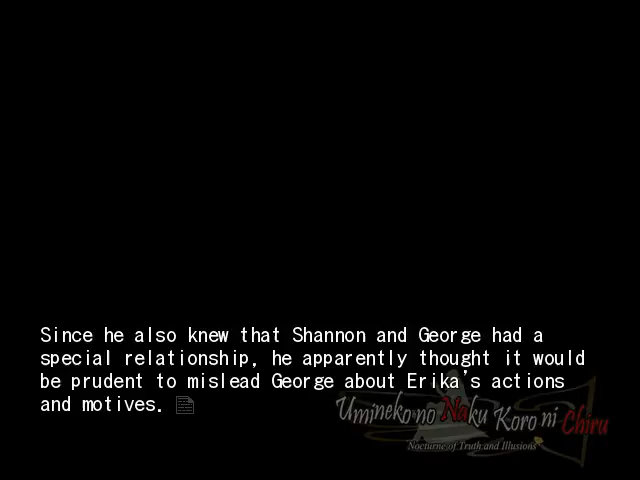 Since he also knew that Shannon and George had a
special relationship, he apparently thought it would
be prudent to mislead George about Erika's actions
and motives.
Umineko no Naku Koro ni Chiru
Nocturne of Truth and Illusions